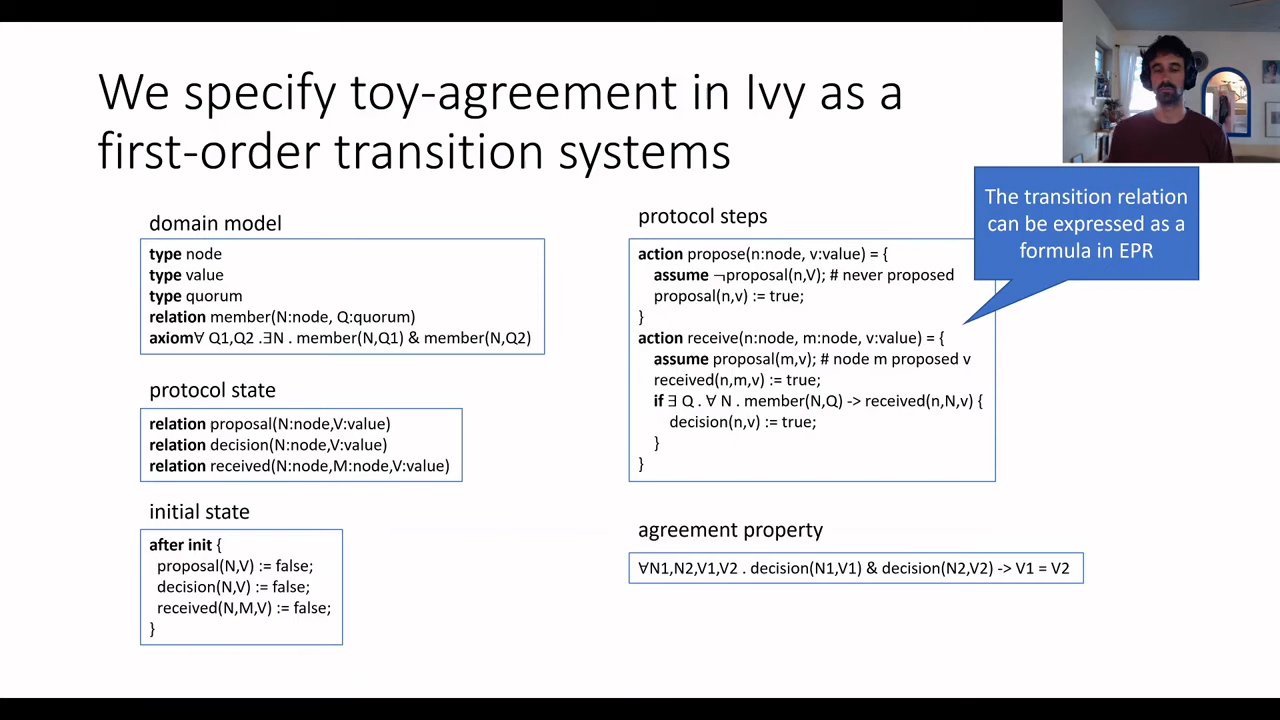 We specify toy-agreement in Ivy as a
first-order transition systems
domain model
type node
type value
type quorum
relation member(N:node, Q:quorum)
axiom∀ Q1,Q2 .∃N . member(N,Q1) & member(N,Q2)
protocol state
relation proposal(N:node,V:value)
relation decision(N:node,V:value)
relation received(N:node,M:node,V:value)
initial state
after init {
proposal(N,V) := false;
decision(N,V) := false;
received(N,M,V) := false;
}
protocol steps
action propose(n:node, v:value) = {
assume ¬proposal(n,V); # never proposed
proposal(n,v) := true;
}
action receive(n:node, m:node, v:value) = {
assume proposal(m,v); # node m proposed v
received(n,m,v) := true;
if ∃ Q . ∀ N . member(N,Q) -> received(n,N,v) {
decision(n,v) := true;
}
}
The transition relation
can be expressed as a
formula in EPR
agreement property
∀N1,N2,V1,V2 . decision(N1,V1) & decision(N2,V2) -> V1 = V2